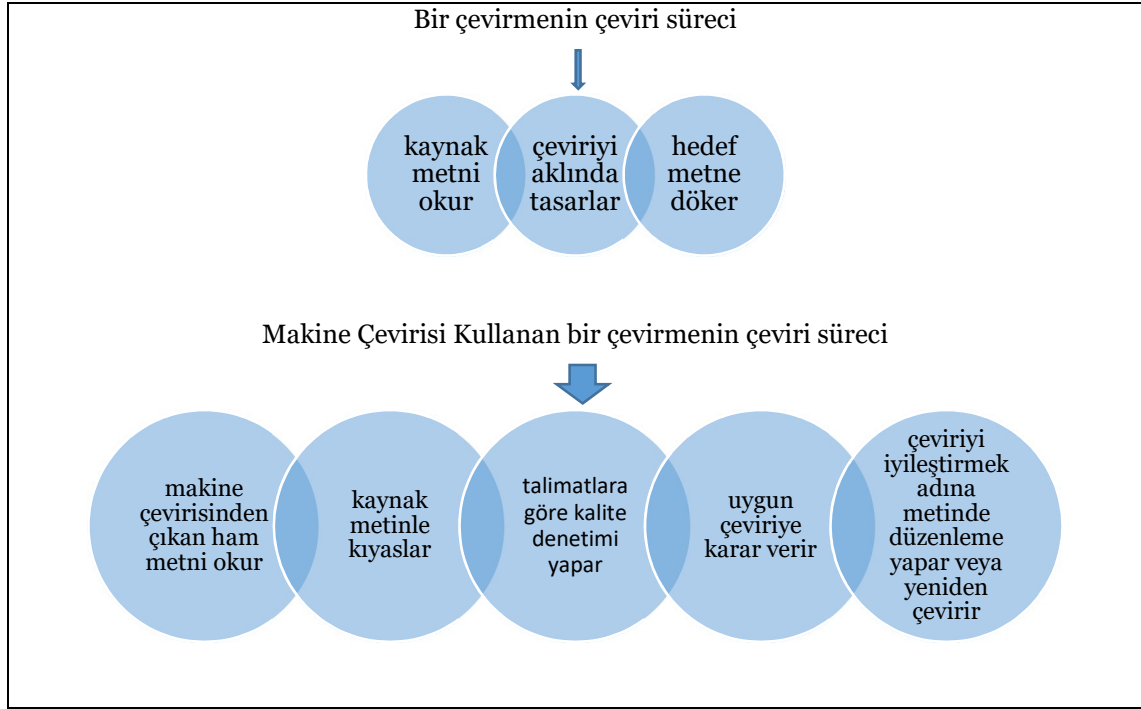 Bir çevirmenin çeviri süreci
kaynak
metni
okur
çeviriyi
aklında
tasarlar
hedef
metne
döker
Makine Çevirisi Kullanan bir çevirmenin çeviri süreci
makine
çevirisinden
çıkan ham
metni okur
kaynak
metinle
kıyaslar
talimatlara
göre kalite
denetimi
yapar
uygun
çeviriye
karar verir
çeviriyi
iyileştirmek
adına
metinde
düzenleme
yapar veya
yeniden
çevirir